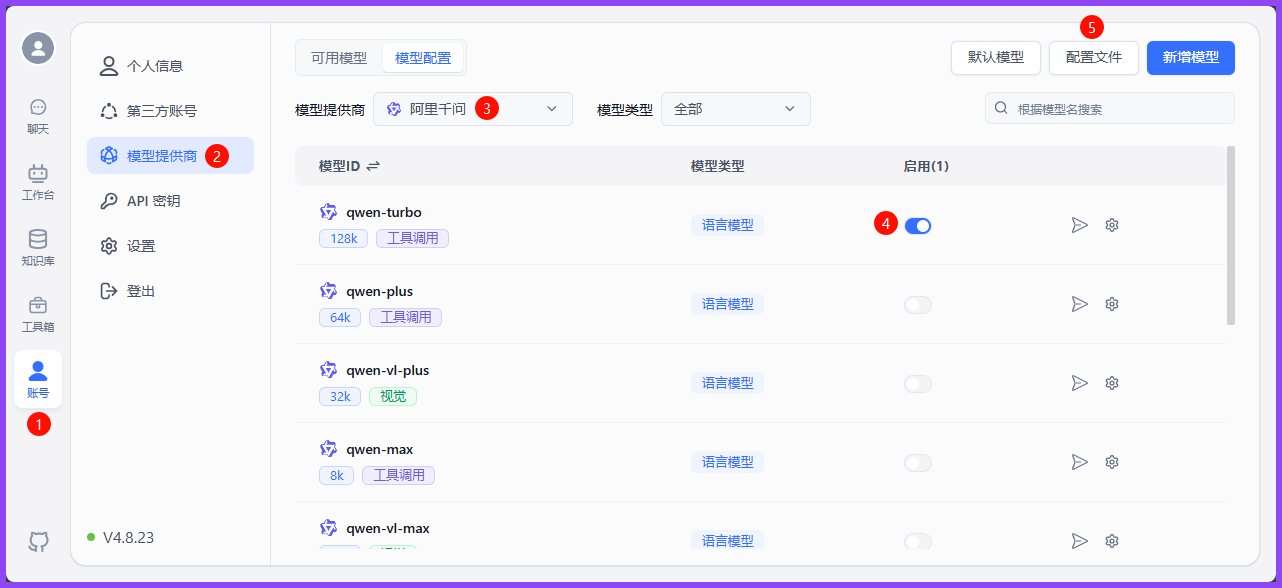 5
可用模型 模型配置 默认模型 配置文件 新增模型
个人信息
聊天
第三方账号
模型提供商 阿里千问 3 模型类型 全部 根据模型名搜索
模型提供商 2
工作台
API 密钥
知识库
设置
工具箱
登出
账号
1
V4.8.23
模型ID 模型类型 启用(1)
qwen-turbo
128k 工具调用 语言模型 4
qwen-plus
64k 工具调用 语言模型
qwen-vl-plus
32k 视觉 语言模型
qwen-max
8k 工具调用 语言模型
qwen-vl-max
语言模型